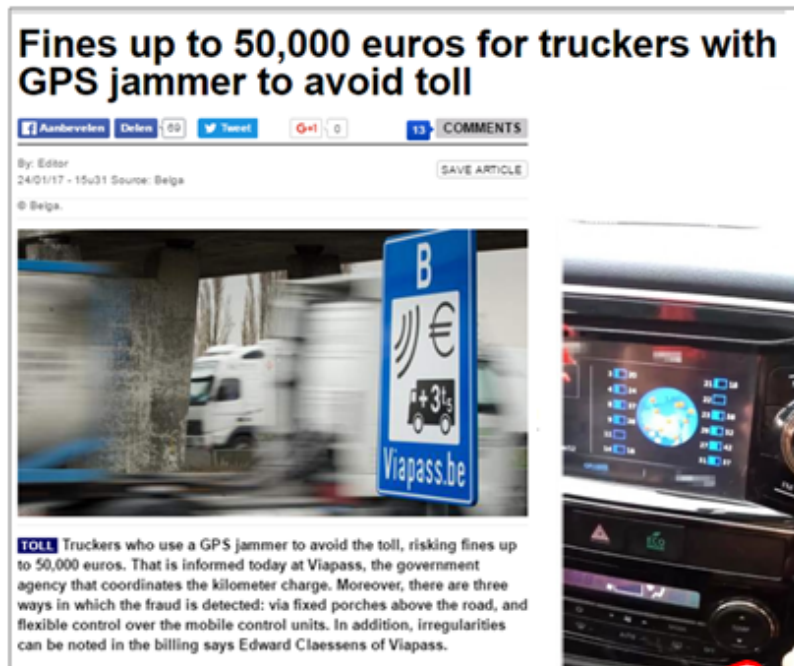 Fines up to 50,000 euros for truckers with
GPS jammer to avoid toll
Aanbevelen Delen 69 Tweet G+1 0 13 COMMENTS
By: Editor
24/01/17 - 15u31 Source: Belga
SAVE ARTICLE
© Belga.
B
€
+3t5
Viapass.be
TOLL Truckers who use a GPS jammer to avoid the toll, risking fines up
to 50,000 euros. That is informed today at Viapass, the government
agency that coordinates the kilometer charge. Moreover, there are three
ways in which the fraud is detected: via fixed porches above the road, and
flexible control over the mobile control units. In addition, irregularities
can be noted in the billing says Edward Claessens of Viapass.
ECO